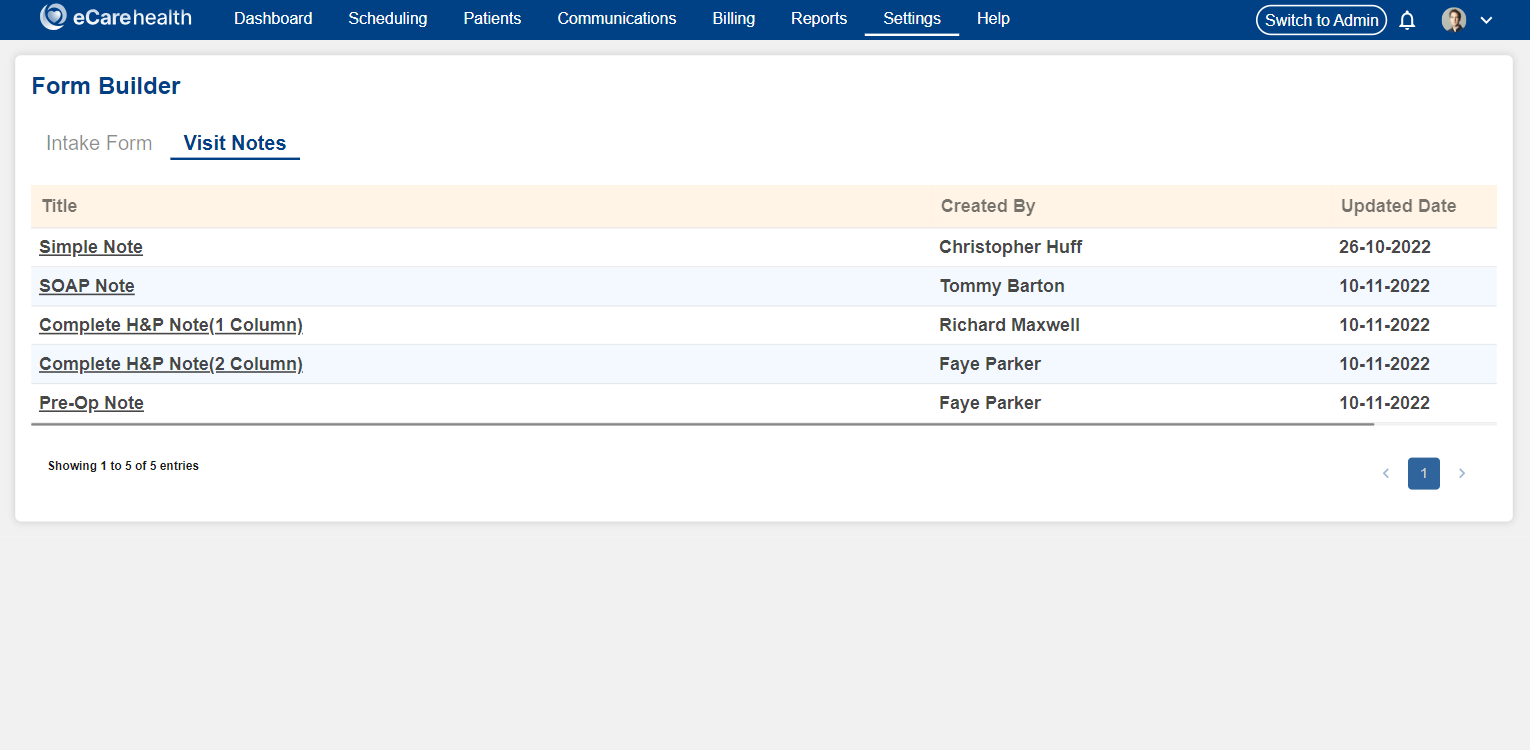 eCarehealth Dashboard Scheduling Patients Communications Billing Reports Settings Help Switch to Admin
Form Builder
Intake Form Visit Notes
Title Created By Updated Date
Simple Note Christopher Huff 26-10-2022
SOAP Note Tommy Barton 10-11-2022
Complete H&P Note(1 Column) Richard Maxwell 10-11-2022
Complete H&P Note(2 Column) Faye Parker 10-11-2022
Pre-Op Note Faye Parker 10-11-2022
Showing 1 to 5 of 5 entries
1